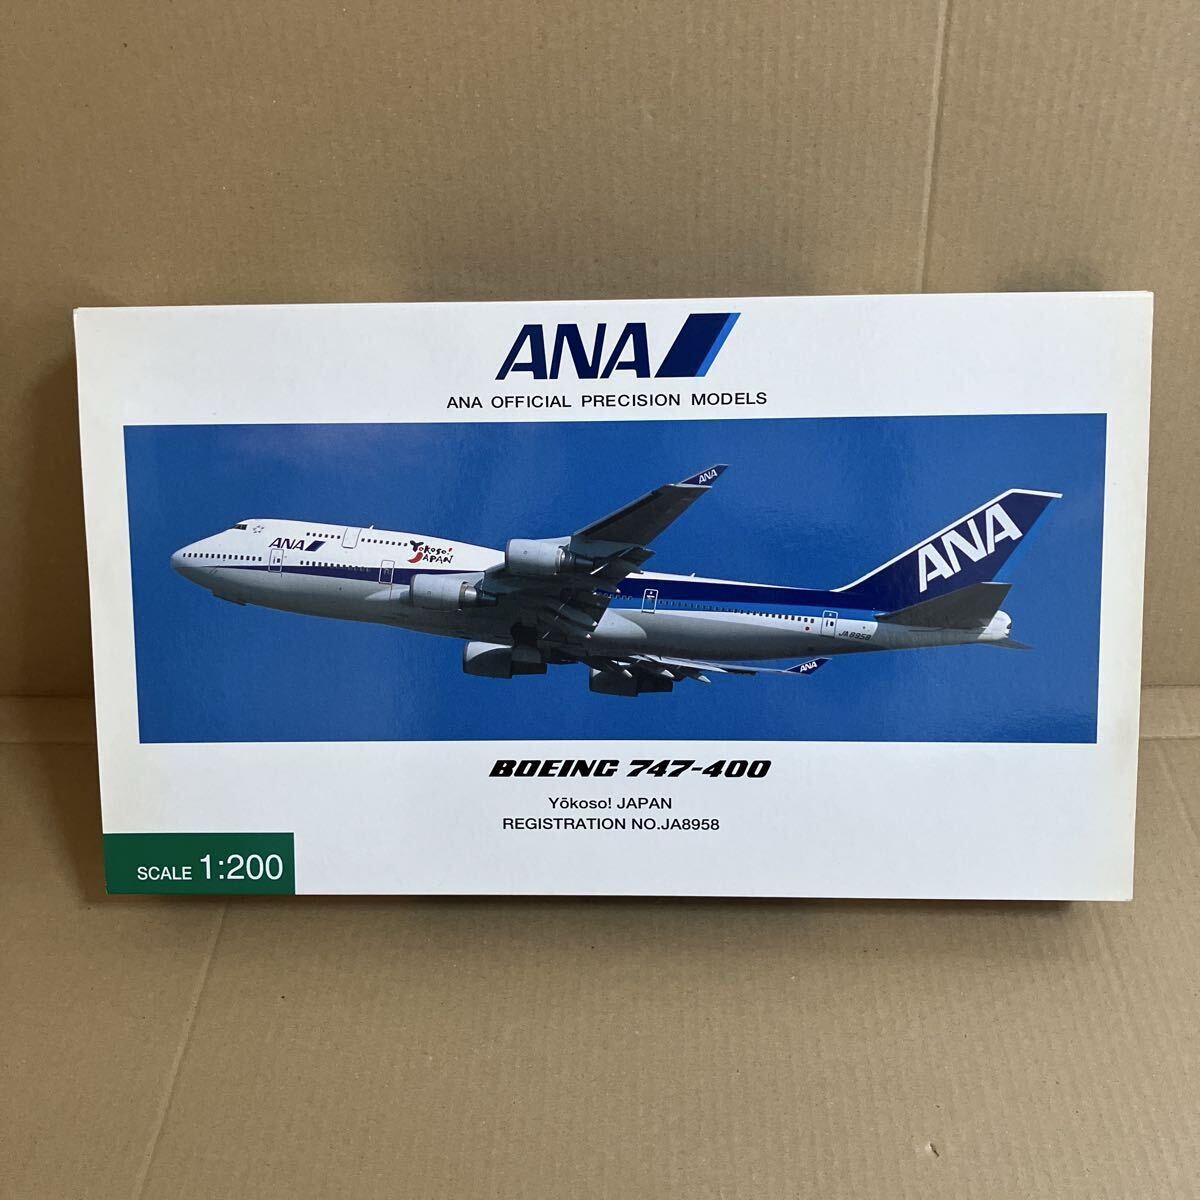 ANA
ANA OFFICIAL PRECISION MODELS
ANA
ANA
Yokoso! JAPAN
ANA
JA8958
ANA
BOEING 747-400
Yōkoso! JAPAN
REGISTRATION NO.JA8958
SCALE 1:200